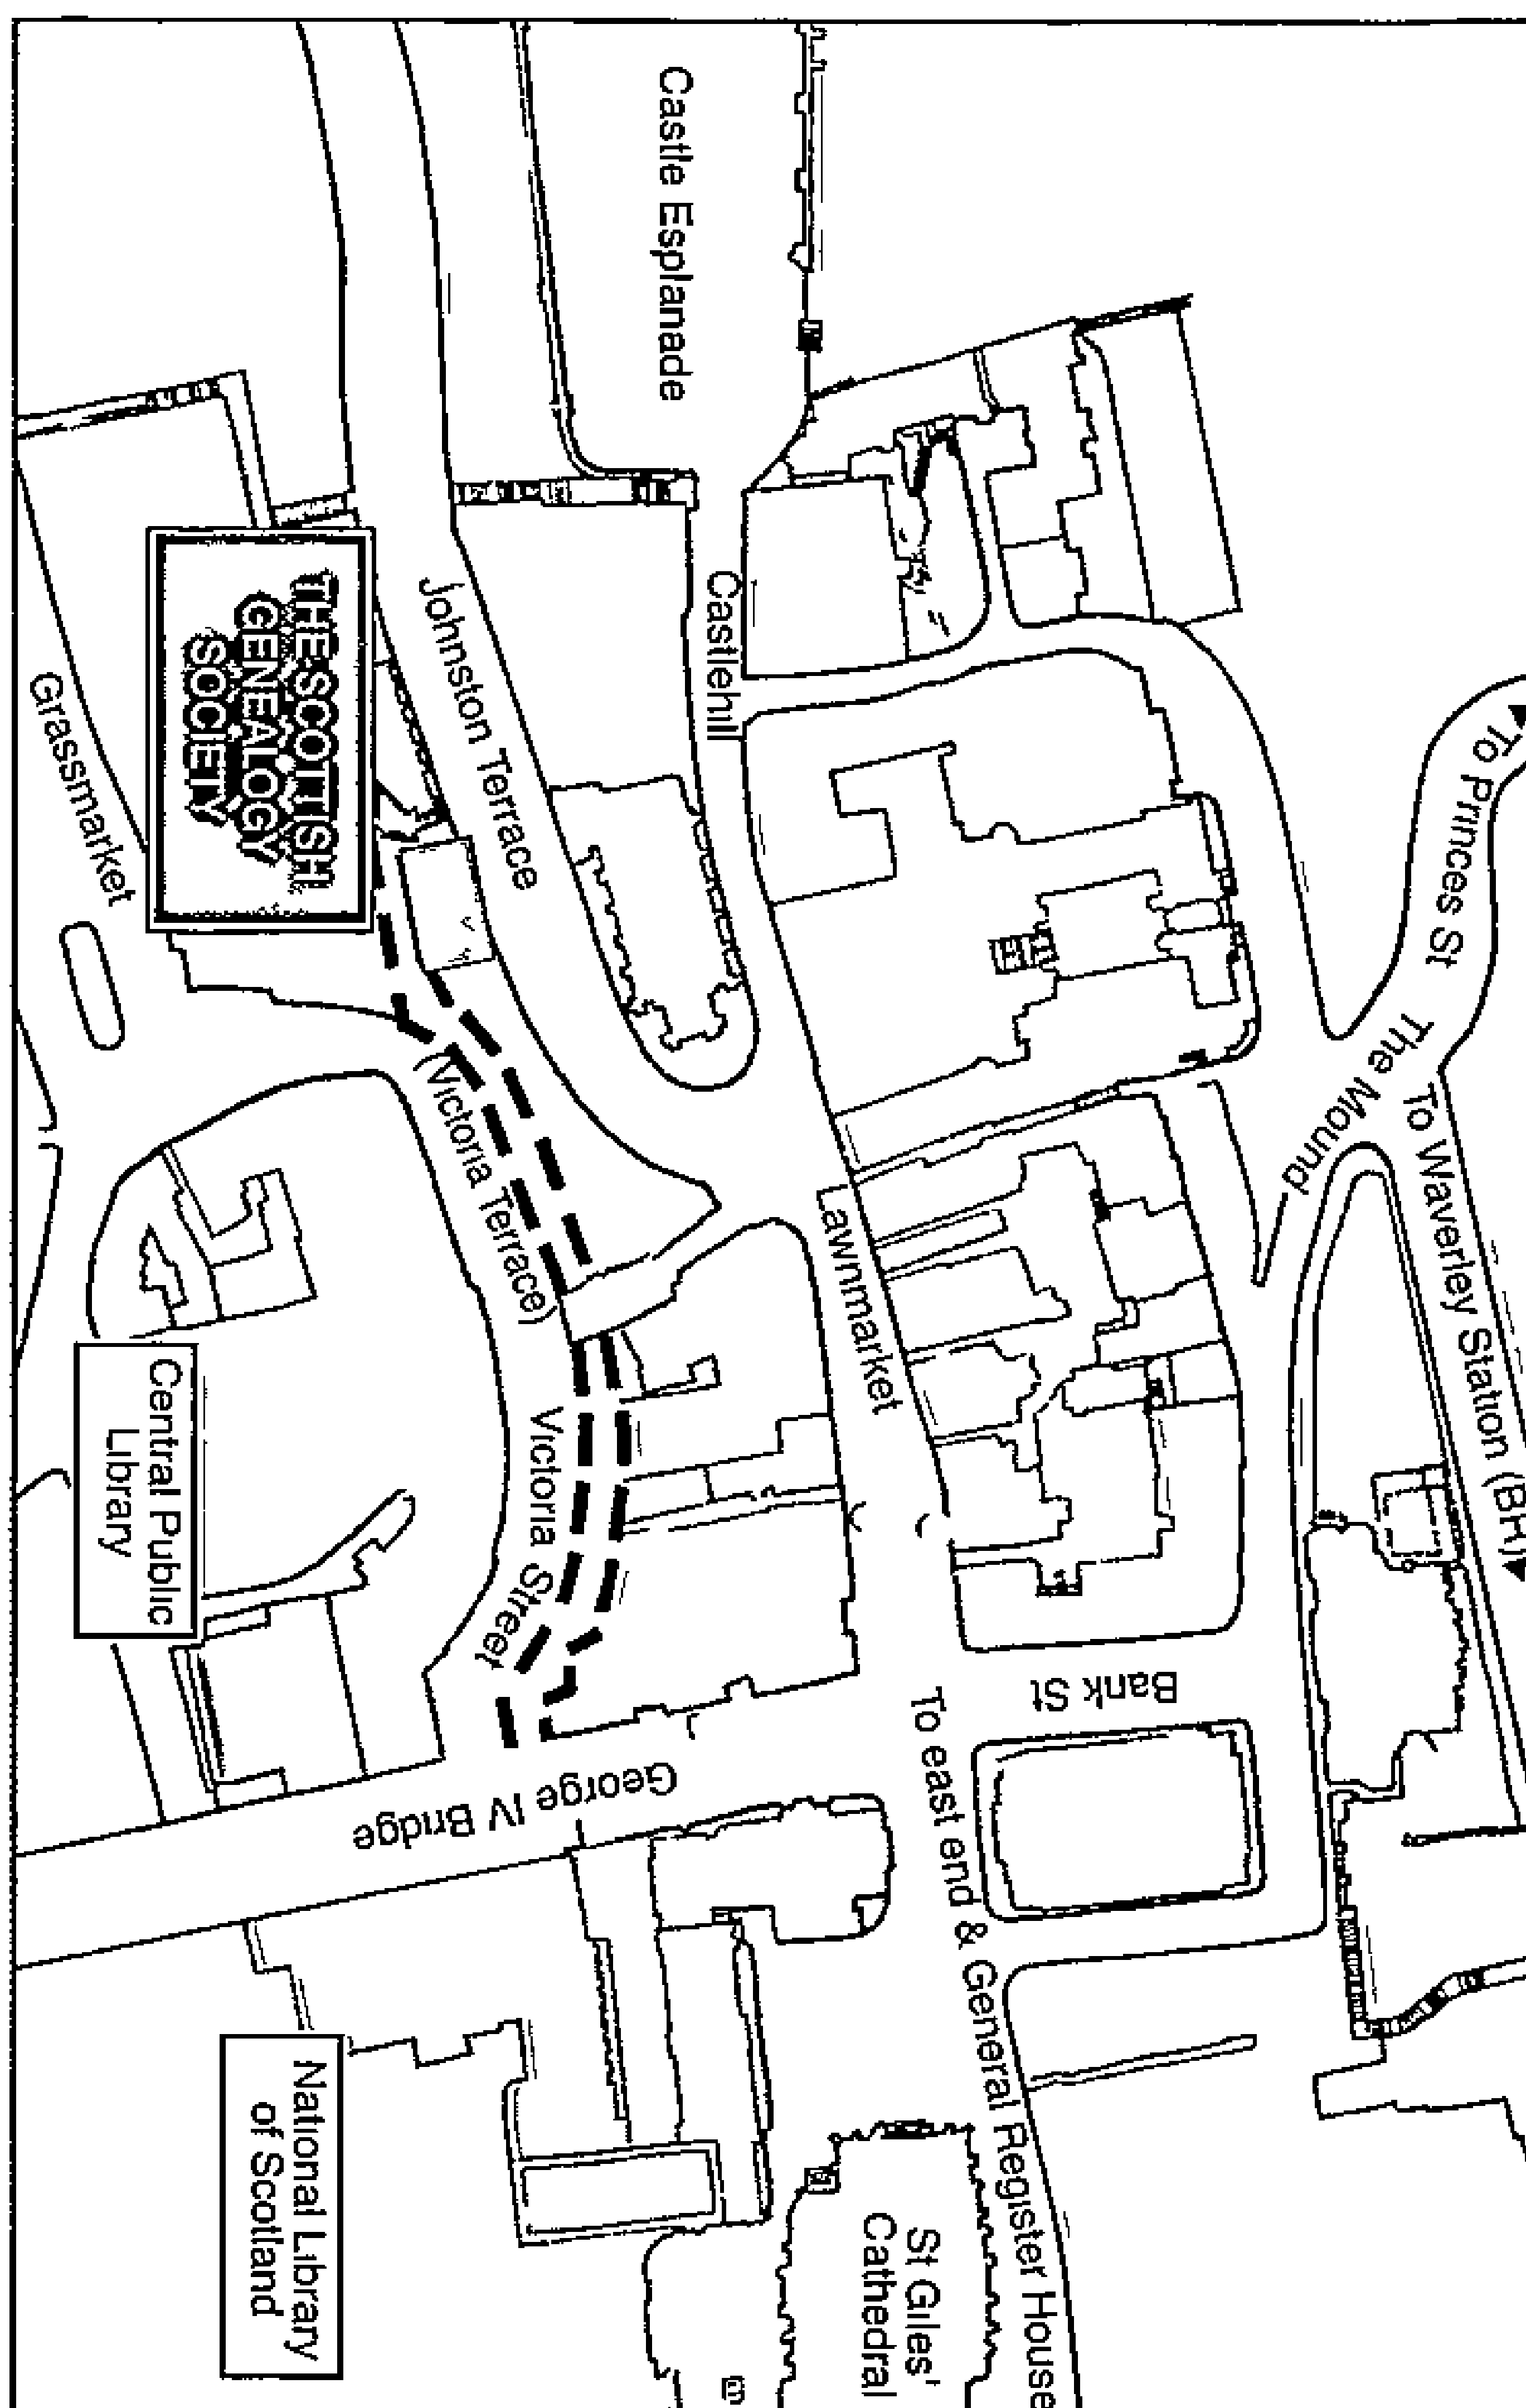 Castle Esplanade
To Princes St
The Mound
To Waverley Station (BR)
Castlehill
Johnston Terrace
THE SCOTTISH
GENEALOGY
SOCIETY
Grassmarket
(Victoria Terrace)
Lawnmarket
Victoria Street
Central Public
Library
Bank St
George IV Bridge
To east end & General Register House
National Library
of Scotland
St Giles'
Cathedral